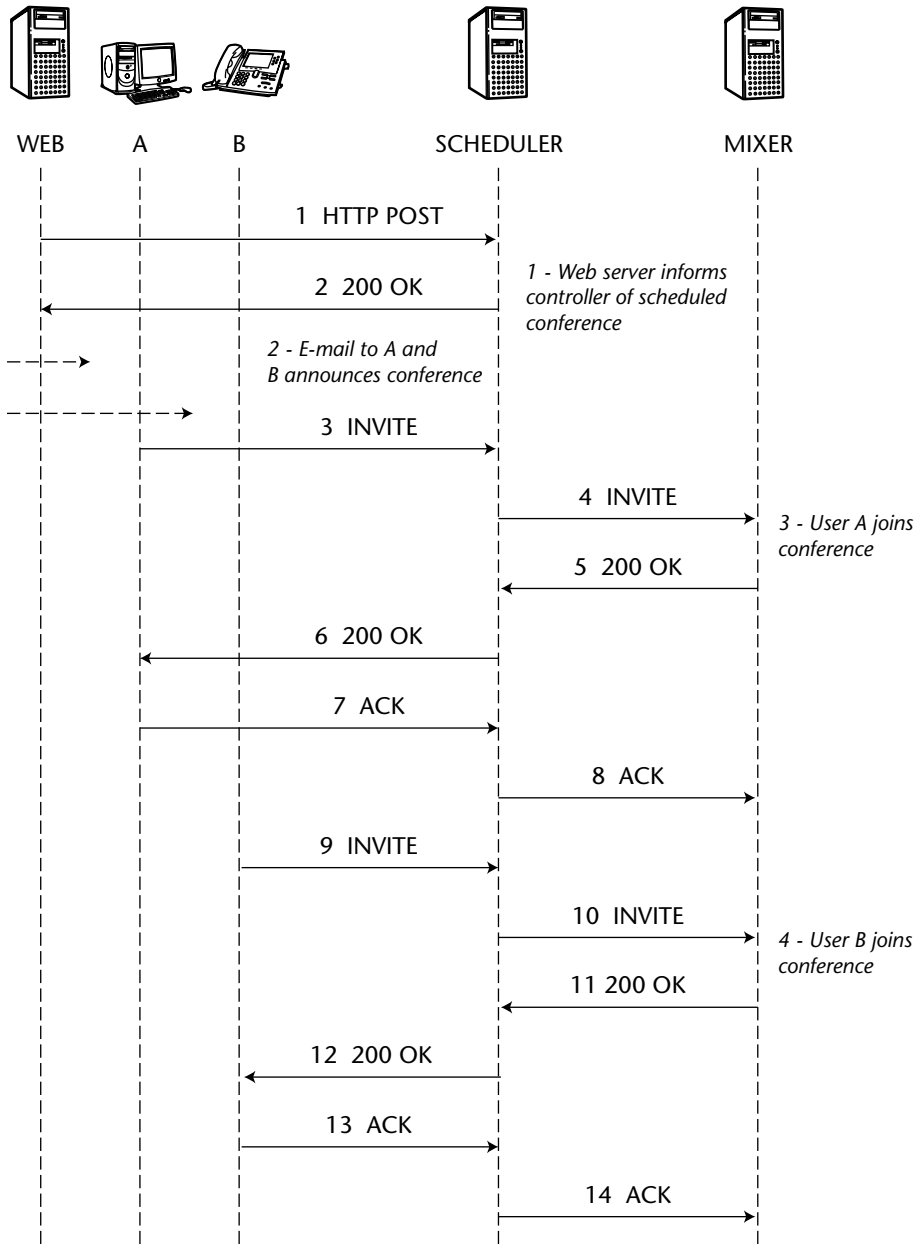 WEB A B SCHEDULER MIXER
1 HTTP POST
1 - Web server informs
controller of scheduled
conference
2 200 OK
2 - E-mail to A and
B announces conference
3 INVITE
4 INVITE
3 - User A joins
conference
5 200 OK
6 200 OK
7 ACK
8 ACK
9 INVITE
10 INVITE
4 - User B joins
conference
11 200 OK
12 200 OK
13 ACK
14 ACK